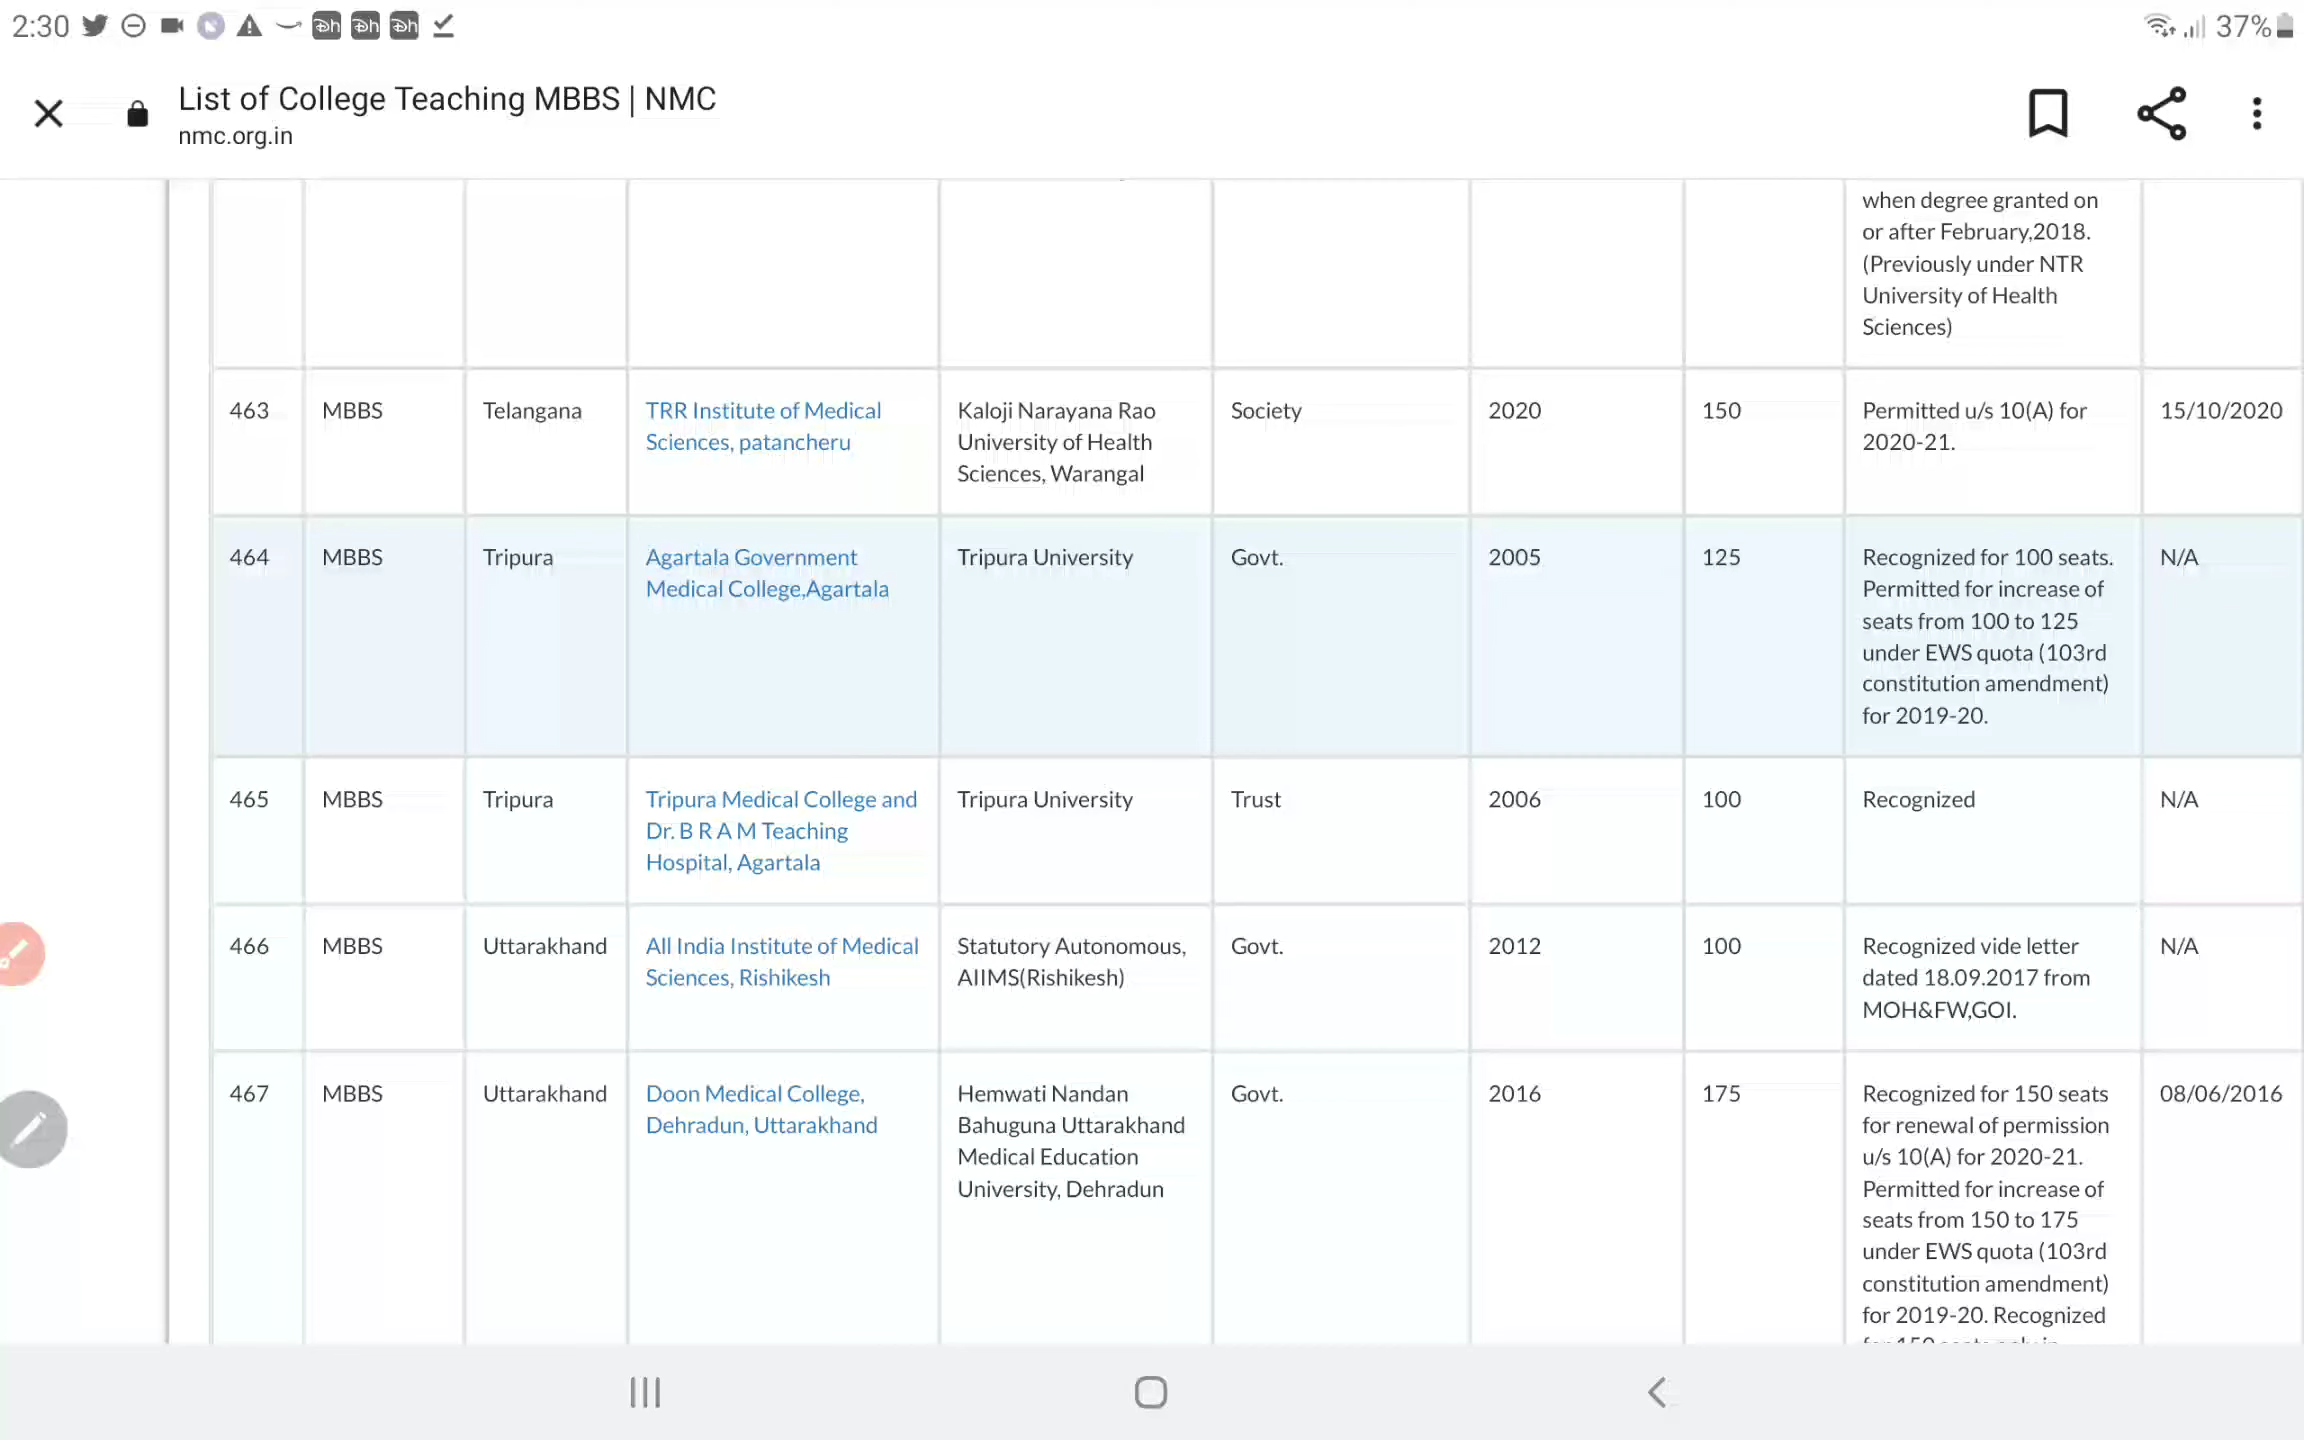 2:30
37%
List of College Teaching MBBS | NMC
nmc.org.in
when degree granted on
or after February,2018.
(Previously under NTR
University of Health
Sciences)
463 MBBS Telangana TRR Institute of Medical Kaloji Narayana Rao Society 2020 150 Permitted u/s 10(A) for 15/10/2020
Sciences, patancheru University of Health 2020-21.
Sciences, Warangal
464 MBBS Tripura Agartala Government Tripura University Govt. 2005 125 Recognized for 100 seats. N/A
Medical College,Agartala Permitted for increase of
seats from 100 to 125
under EWS quota (103rd
constitution amendment)
for 2019-20.
465 MBBS Tripura Tripura Medical College and Tripura University Trust 2006 100 Recognized N/A
Dr. B R A M Teaching
Hospital, Agartala
466 MBBS Uttarakhand All India Institute of Medical Statutory Autonomous, Govt. 2012 100 Recognized vide letter N/A
Sciences, Rishikesh AIIMS(Rishikesh) dated 18.09.2017 from
MOH&FW,GOI.
467 MBBS Uttarakhand Doon Medical College, Hemwati Nandan Govt. 2016 175 Recognized for 150 seats 08/06/2016
Dehradun, Uttarakhand Bahuguna Uttarakhand for renewal of permission
Medical Education u/s 10(A) for 2020-21.
University, Dehradun Permitted for increase of
seats from 150 to 175
under EWS quota (103rd
constitution amendment)
for 2019-20. Recognized